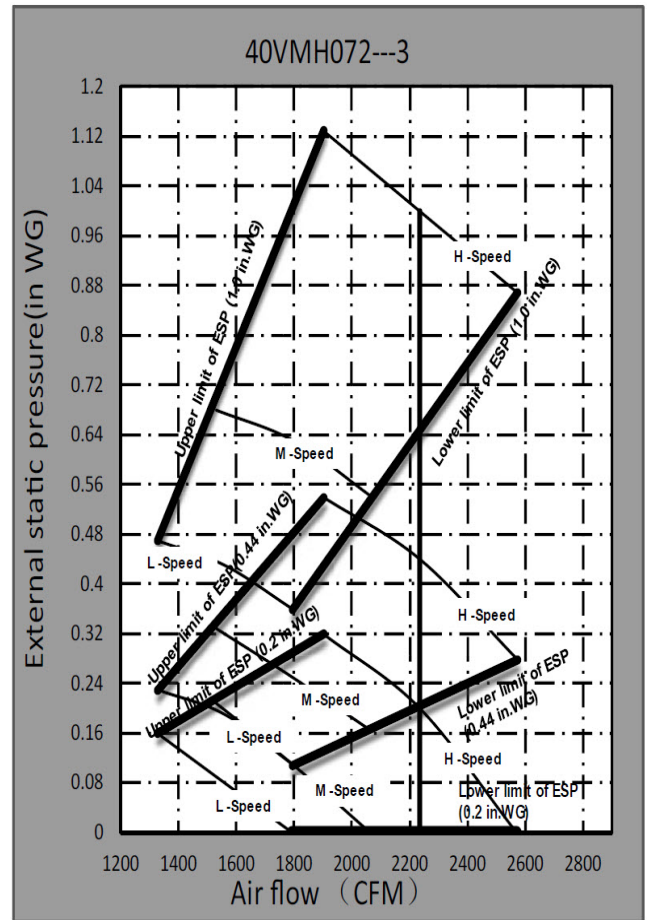 40VMH072---3
External static pressure(in WG)
1.2
1.12
1.04
0.96
0.88
0.8
0.72
0.64
0.56
0.48
0.4
0.32
0.24
0.16
0.08
0
Upper limit of ESP (1.0 in.WG)
H -Speed
Lower limit of ESP (1.0 in.WG)
M -Speed
L -Speed
Upper limit of ESP(0.44 in.WG)
H -Speed
Upper limit of ESP (0.2 in.WG)
Lower limit of ESP
(0.44 in.WG)
M -Speed
L -Speed
H -Speed
L -Speed
M -Speed
Lower limit of ESP
(0.2 in.WG)
1200 1400 1600 1800 2000 2200 2400 2600 2800
Air flow （CFM）